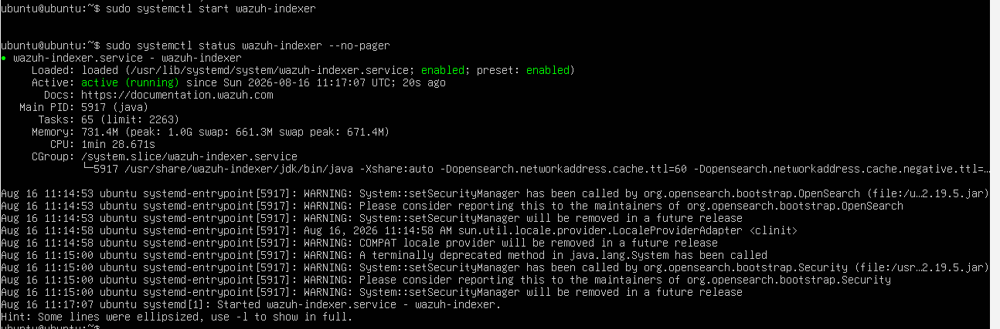 ubuntu@ubuntu:~$ sudo systemctl start wazuh-indexer
ubuntu@ubuntu:~$ sudo systemctl status wazuh-indexer --no-pager
● wazuh-indexer.service - wazuh-indexer
Loaded: loaded (/usr/lib/systemd/system/wazuh-indexer.service; enabled; preset: enabled)
Active: active (running) since Sun 2026-08-16 11:17:07 UTC; 20s ago
Docs: https://documentation.wazuh.com
Main PID: 5917 (java)
Tasks: 65 (limit: 2263)
Memory: 731.4M (peak: 1.0G swap: 661.3M swap peak: 671.4M)
CPU: 1min 28.671s
CGroup: /system.slice/wazuh-indexer.service
└─5917 /usr/share/wazuh-indexer/jdk/bin/java -Xshare:auto -Dopensearch.networkaddress.cache.ttl=60 -Dopensearch.networkaddress.cache.negative.ttl=…
Aug 16 11:14:53 ubuntu systemd-entrypoint[5917]: WARNING: System::setSecurityManager has been called by org.opensearch.bootstrap.OpenSearch (file:/u…2.19.5.jar)
Aug 16 11:14:53 ubuntu systemd-entrypoint[5917]: WARNING: Please consider reporting this to the maintainers of org.opensearch.bootstrap.OpenSearch
Aug 16 11:14:53 ubuntu systemd-entrypoint[5917]: WARNING: System::setSecurityManager will be removed in a future release
Aug 16 11:14:58 ubuntu systemd-entrypoint[5917]: Aug 16, 2026 11:14:58 AM sun.util.locale.provider.LocaleProviderAdapter <clinit>
Aug 16 11:14:58 ubuntu systemd-entrypoint[5917]: WARNING: COMPAT locale provider will be removed in a future release
Aug 16 11:15:00 ubuntu systemd-entrypoint[5917]: WARNING: A terminally deprecated method in java.lang.System has been called
Aug 16 11:15:00 ubuntu systemd-entrypoint[5917]: WARNING: System::setSecurityManager has been called by org.opensearch.bootstrap.Security (file:/usr…2.19.5.jar)
Aug 16 11:15:00 ubuntu systemd-entrypoint[5917]: WARNING: Please consider reporting this to the maintainers of org.opensearch.bootstrap.Security
Aug 16 11:15:00 ubuntu systemd-entrypoint[5917]: WARNING: System::setSecurityManager will be removed in a future release
Aug 16 11:17:07 ubuntu systemd[1]: Started wazuh-indexer.service - wazuh-indexer.
Hint: Some lines were ellipsized, use -l to show in full.
ubuntu@ubuntu:~$